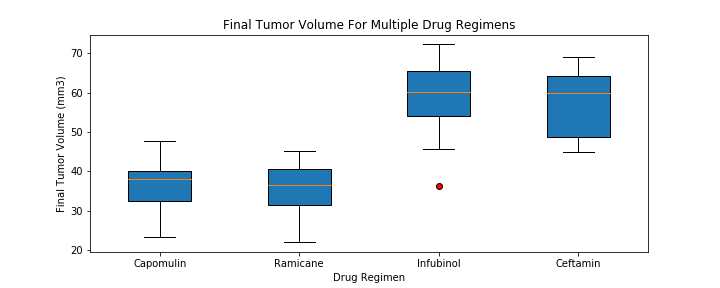 Final Tumor Volume For Multiple Drug Regimens
Final Tumor Volume (mm3)
70
60
50
40
30
20
Capomulin Ramicane Infubinol Ceftamin
Drug Regimen